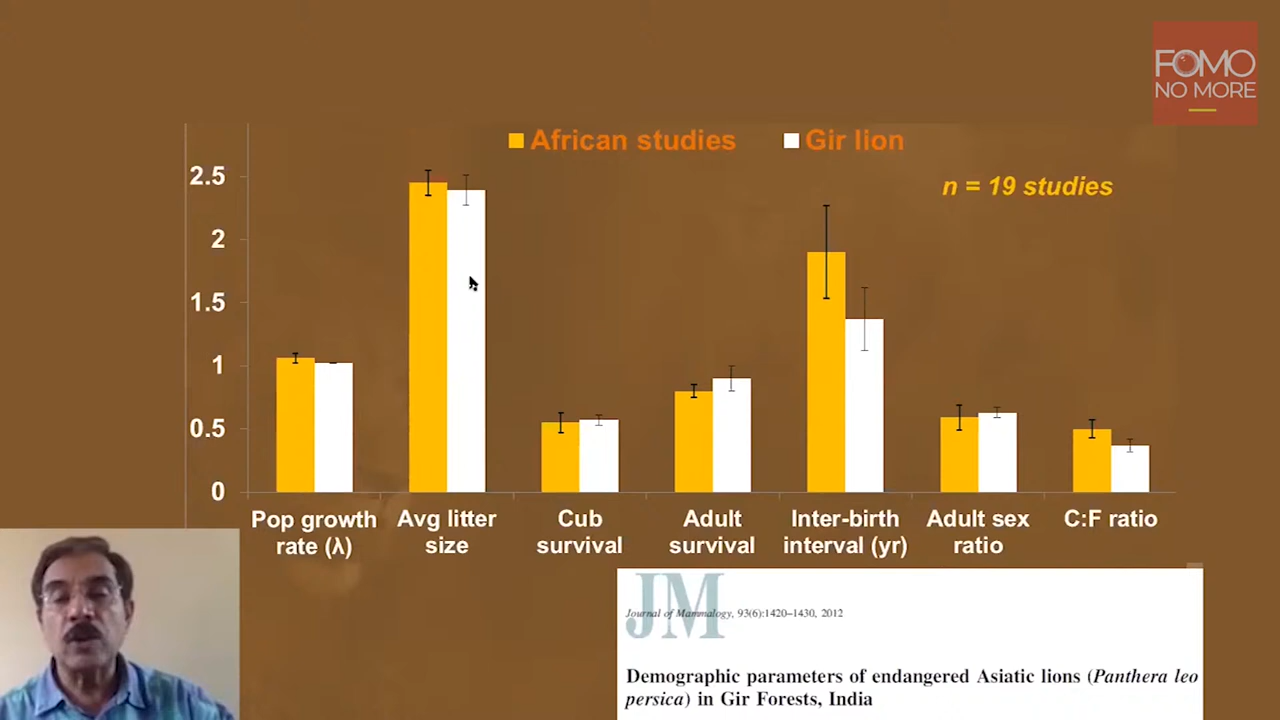 FOMO
NO MORE
African studies
Gir lion
n = 19 studies
2.5
2
1.5
1
0.5
0
Pop growth
rate (λ)
Avg litter
size
Cub
survival
Adult
survival
Inter-birth
interval (yr)
Adult sex
ratio
C:F ratio
JM
Journal of Mammalogy, 93(6):1420–1430, 2012
Demographic parameters of endangered Asiatic lions (Panthera leo
persica) in Gir Forests, India